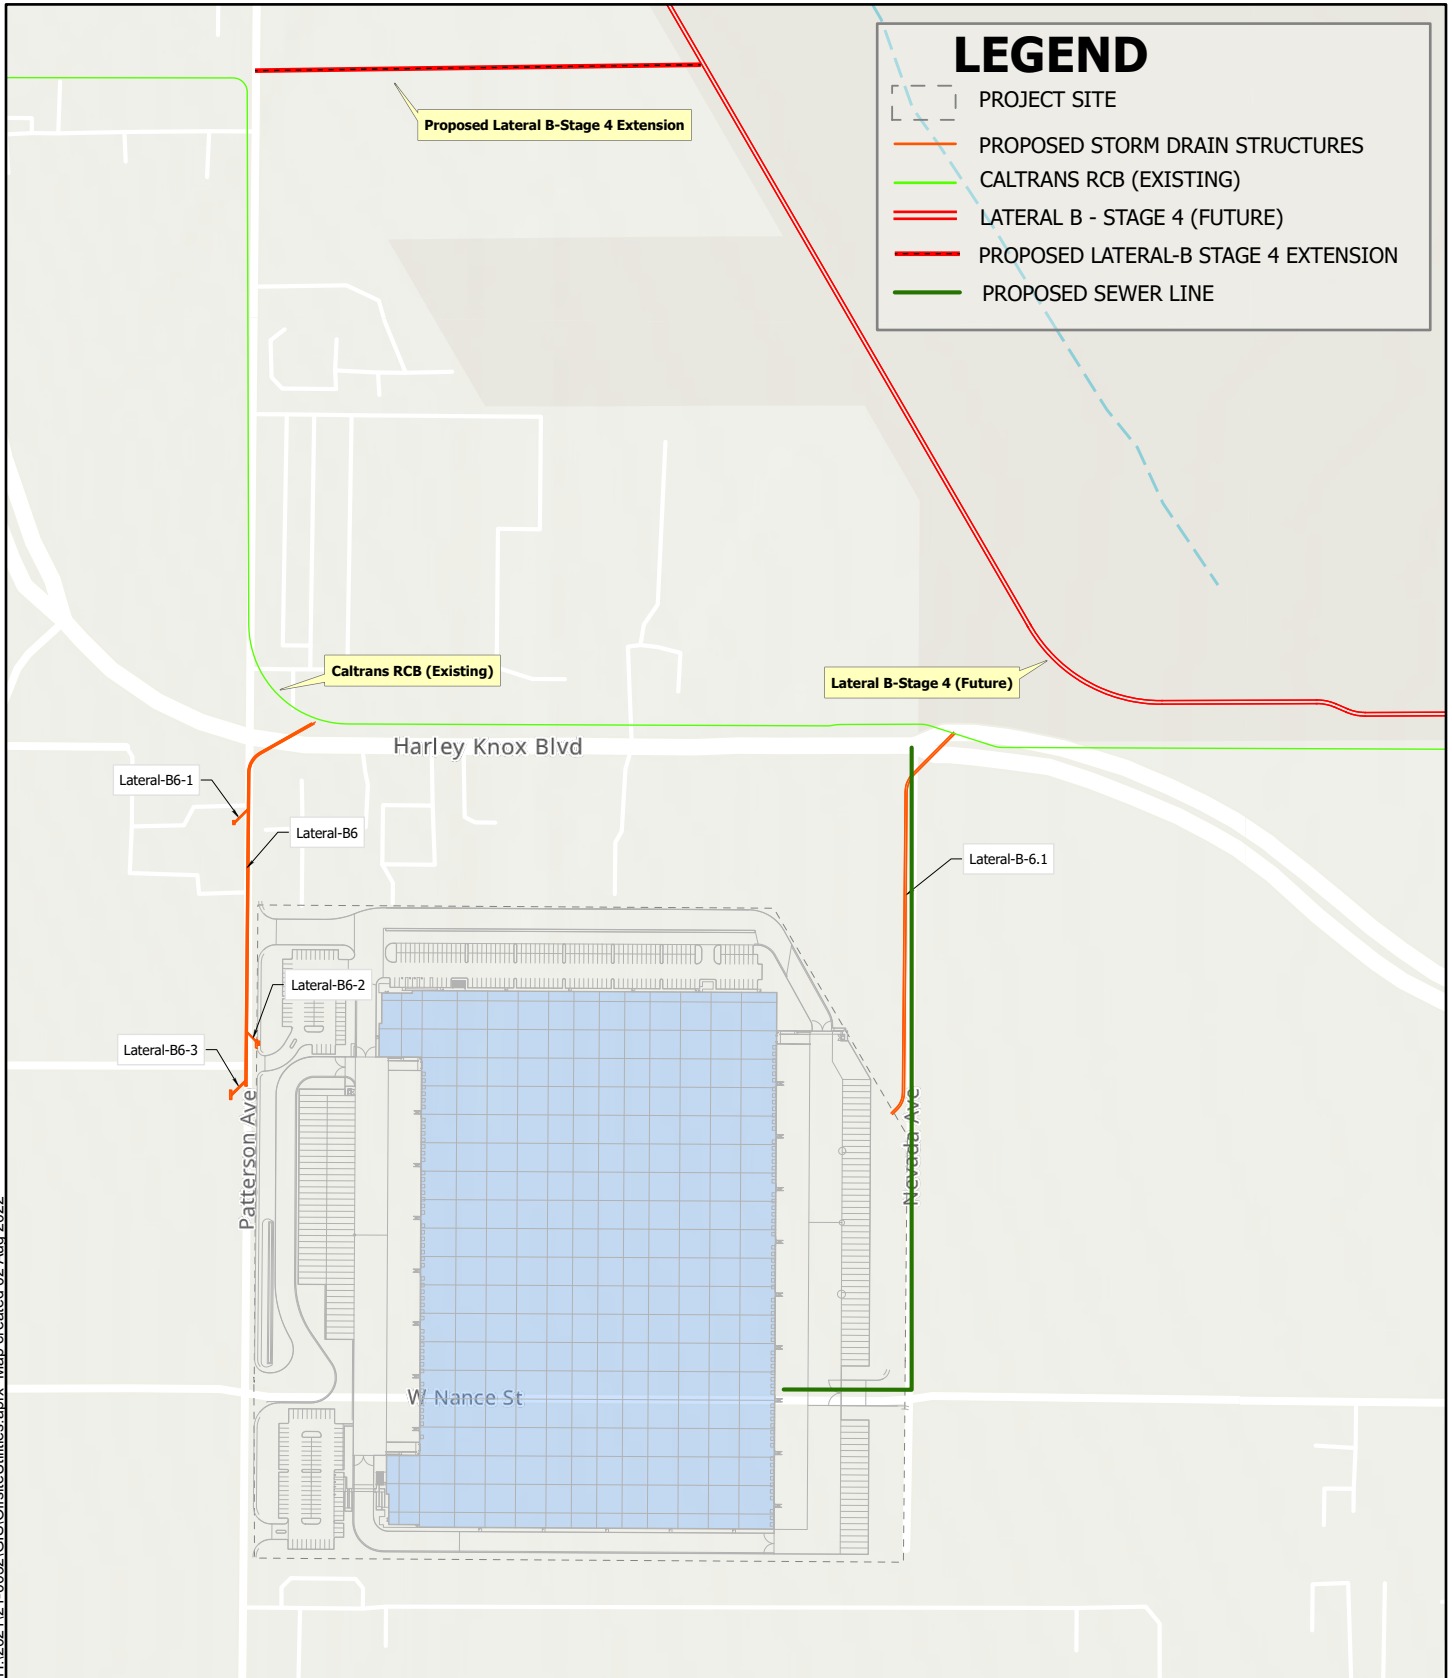 LEGEND
PROJECT SITE
PROPOSED STORM DRAIN STRUCTURES
CALTRANS RCB (EXISTING)
LATERAL B - STAGE 4 (FUTURE)
PROPOSED LATERAL-B STAGE 4 EXTENSION
PROPOSED SEWER LINE
Proposed Lateral B-Stage 4 Extension
Caltrans RCB (Existing)
Lateral B-Stage 4 (Future)
Harley Knox Blvd
Lateral-B6-1
Lateral-B6
Lateral-B-6.1
Lateral-B6-2
Lateral-B6-3
Patterson Ave
Nevada Ave
W Nance St